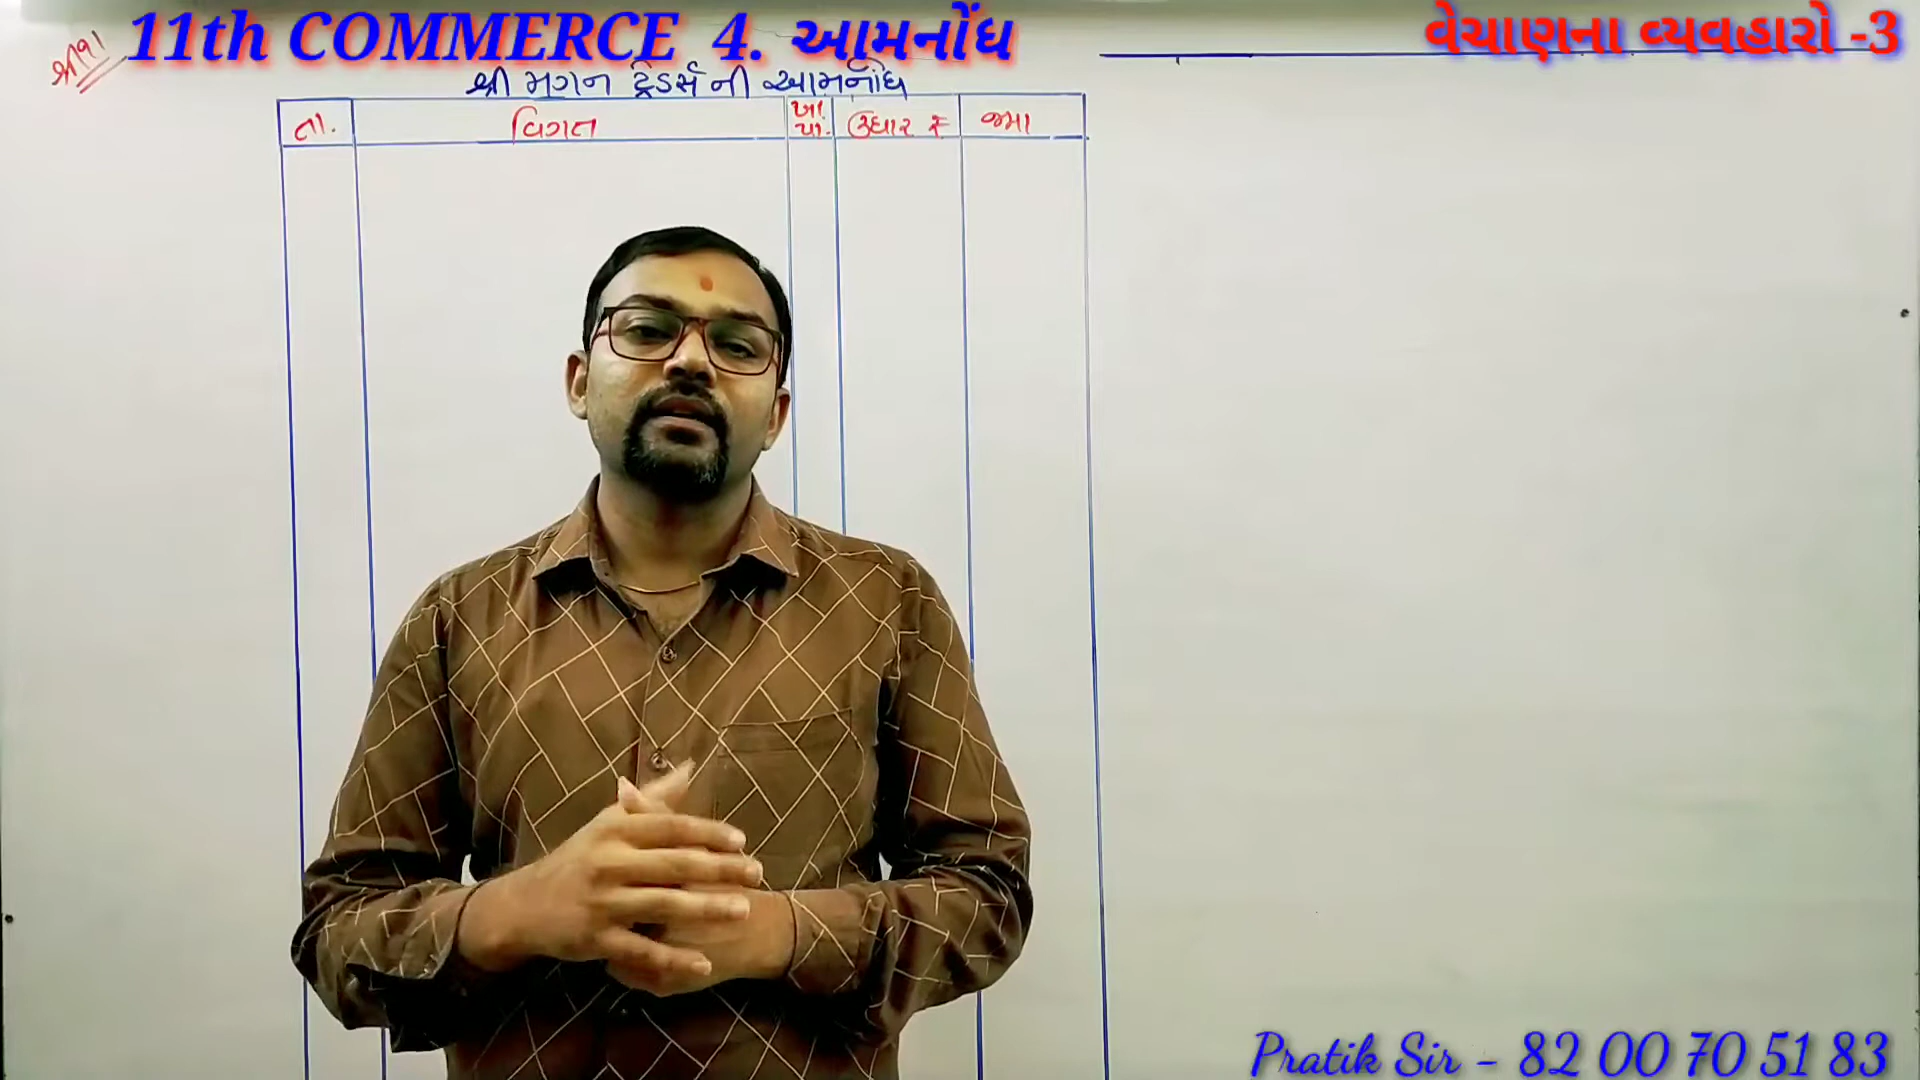 શ્રી ૧|
11th COMMERCE 4. આમનોંધ
વેચાણના વ્યવહારો -3
શ્રી મગન ટ્રેડર્સ ની આમનોંધ
તા. વિગત ખા. પા. ઉધાર ₹ જમા
Pratik Sir - 82 00 70 51 83